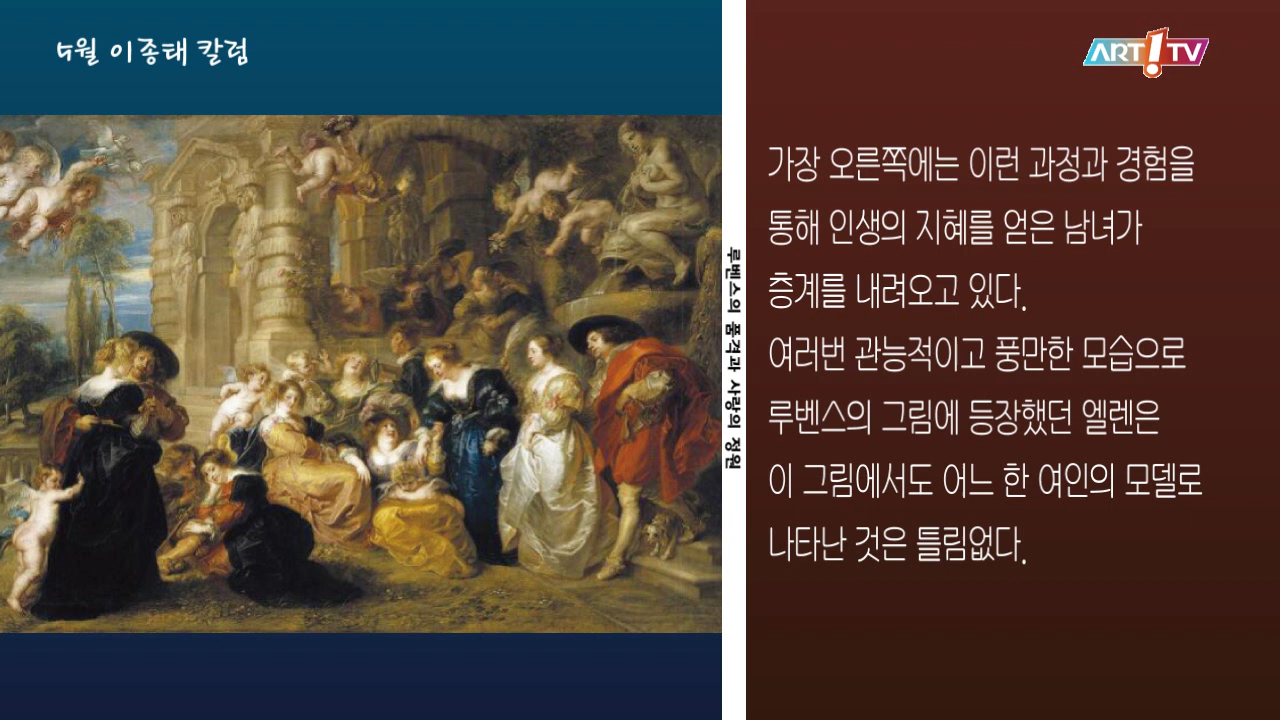 5월 이종태 칼럼
ART!TV
루벤스의 품격과 사랑의 정원
가장 오른쪽에는 이런 과정과 경험을
통해 인생의 지혜를 얻은 남녀가
층계를 내려오고 있다.
여러번 관능적이고 풍만한 모습으로
루벤스의 그림에 등장했던 엘렌은
이 그림에서도 어느 한 여인의 모델로
나타난 것은 틀림없다.